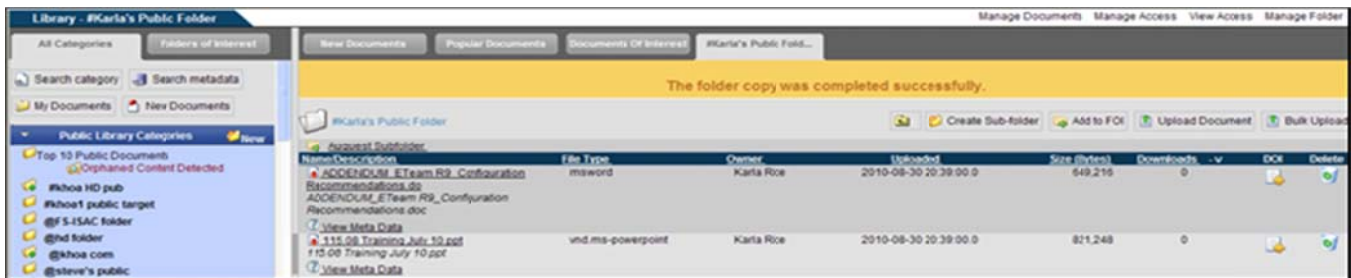 Library - #Karla's Public Folder
Manage Documents Manage Access View Access Manage Folder
All Categories Folders of Interest
New Documents Popular Documents Documents Of Interest #Karla's Public Fold...
Search category Search metadata
My Documents New Documents
The folder copy was completed successfully.
#Karla's Public Folder
Create Sub-folder Add to FOI Upload Document Bulk Upload
Public Library Categories New
Top 10 Public Documents
Orphaned Content Detected
#khoa HD pub
#khoa1 public target
@FS-ISAC folder
@hd folder
@khoa com
@steve's public
Auguest Subfolder
Name/Description File Type Owner Uploaded Size (bytes) Downloads -v DOI Delete
ADDENDUM_ETeam R9_Configuration msword Karla Rice 2010-08-30 20:39:00.0 649,216 0
Recommendations.do
ADDENDUM_ETeam R9_Configuration
Recommendations.doc
View Meta Data
115.08 Training July 10.ppt vnd.ms-powerpoint Karla Rice 2010-08-30 20:39:00.0 821,248 0
115.08 Training July 10.ppt
View Meta Data